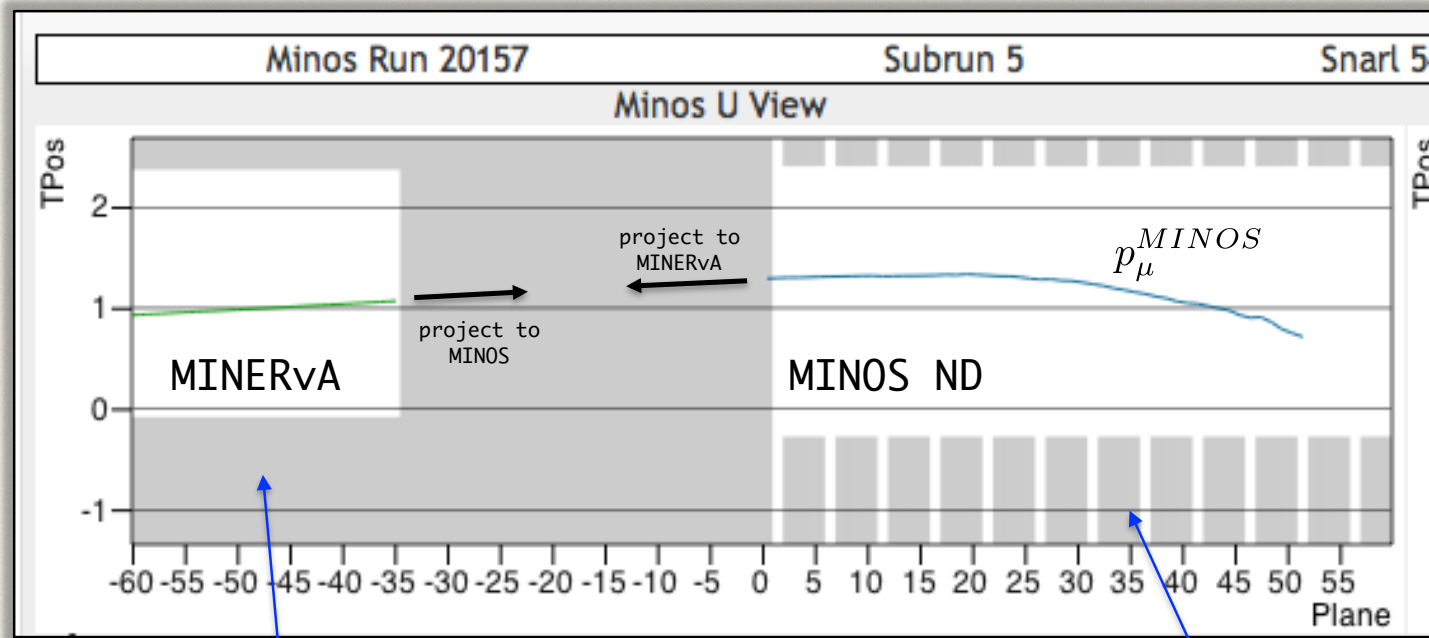 Minos Run 20157 Subrun 5 Snarl 5
Minos U View
TPos
TPos
2
1
0
-1
project to
MINERvA
project to
MINOS
p_μ^{MINOS}
MINERvA
MINOS ND
-60 -55 -50 -45 -40 -35 -30 -25 -20 -15 -10 -5 0 5 10 15 20 25 30 35 40 45 50 55
Plane